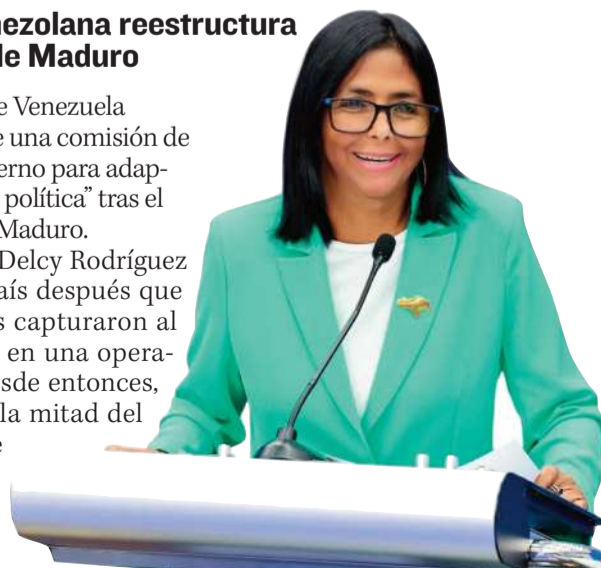 nezolana reestructura
de Maduro
e Venezuela
e una comisión de
erno para adap-
política” tras el
Maduro.
Delcy Rodríguez
aís después que
s capturaron al
en una opera-
sde entonces,
la mitad del
e